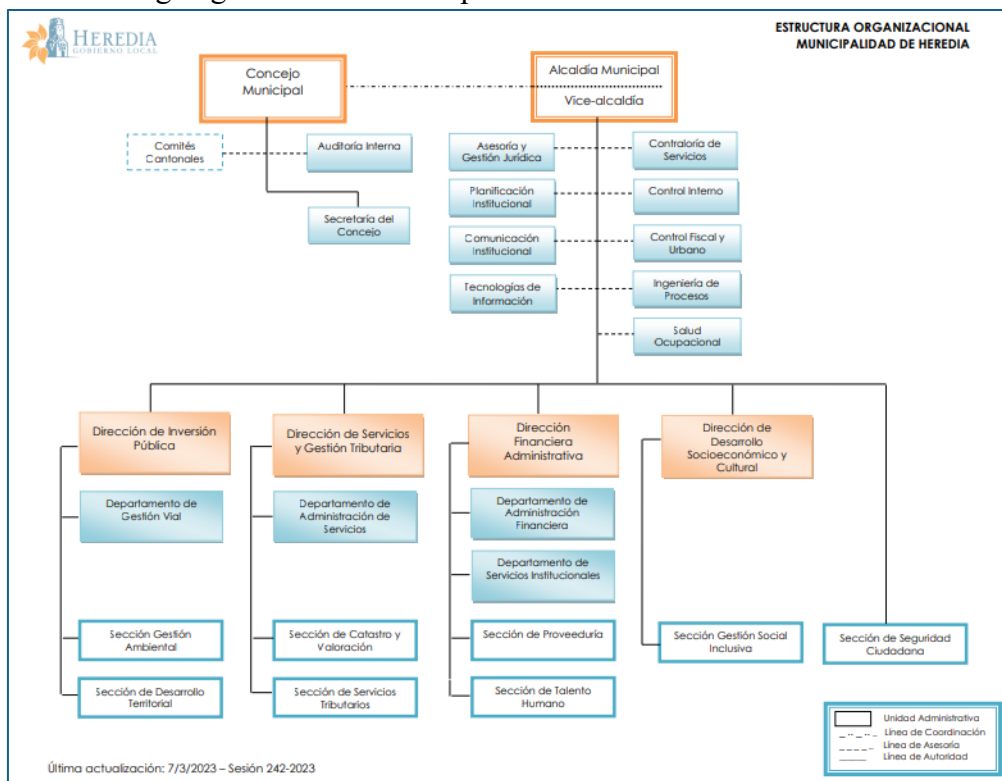 HEREDIA
GOBIERNO LOCAL
ESTRUCTURA ORGANIZACIONAL
MUNICIPALIDAD DE HEREDIA
Concejo
Municipal
Alcaldía Municipal
Vice-alcaldía
Comités
Cantonales
Auditoría Interna
Secretaría del
Concejo
Asesoría y
Gestión Jurídica
Contraloría de
Servicios
Planificación
Institucional
Control Interno
Comunicación
Institucional
Control Fiscal y
Urbano
Tecnologías de
Información
Ingeniería de
Procesos
Salud
Ocupacional
Dirección de Inversión
Pública
Dirección de Servicios
y Gestión Tributaria
Dirección
Financiera
Administrativa
Dirección de
Desarrollo
Socioeconómico y
Cultural
Departamento de
Gestión Vial
Departamento de
Administración de
Servicios
Departamento de
Administración
Financiera
Departamento de
Servicios Institucionales
Sección Gestión
Ambiental
Sección de Catastro y
Valoración
Sección de Proveeduría
Sección Gestión Social
Inclusiva
Sección de Seguridad
Ciudadana
Sección de Desarrollo
Territorial
Sección de Servicios
Tributarios
Sección de Talento
Humano
Unidad Administrativa
Línea de Coordinación
Línea de Asesoría
Línea de Autoridad
Última actualización: 7/3/2023 – Sesión 242-2023